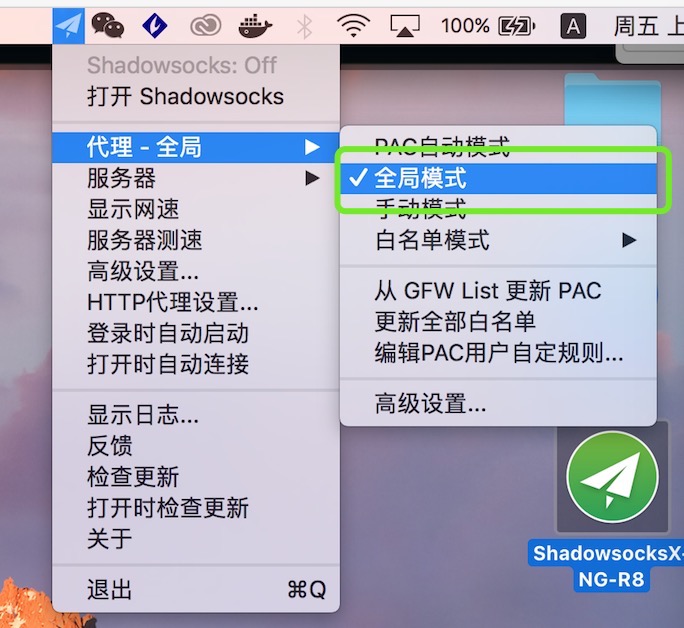 100%
A
周五 上
Shadowsocks: Off
打开 Shadowsocks
代理 - 全局
服务器
显示网速
服务器测速
高级设置...
HTTP代理设置...
登录时自动启动
打开时自动连接
显示日志...
反馈
检查更新
打开时检查更新
关于
退出 ⌘Q
PAC自动模式
✓ 全局模式
手动模式
白名单模式
从 GFW List 更新 PAC
更新全部白名单
编辑PAC用户自定规则...
高级设置...
ShadowsocksX-
NG-R8